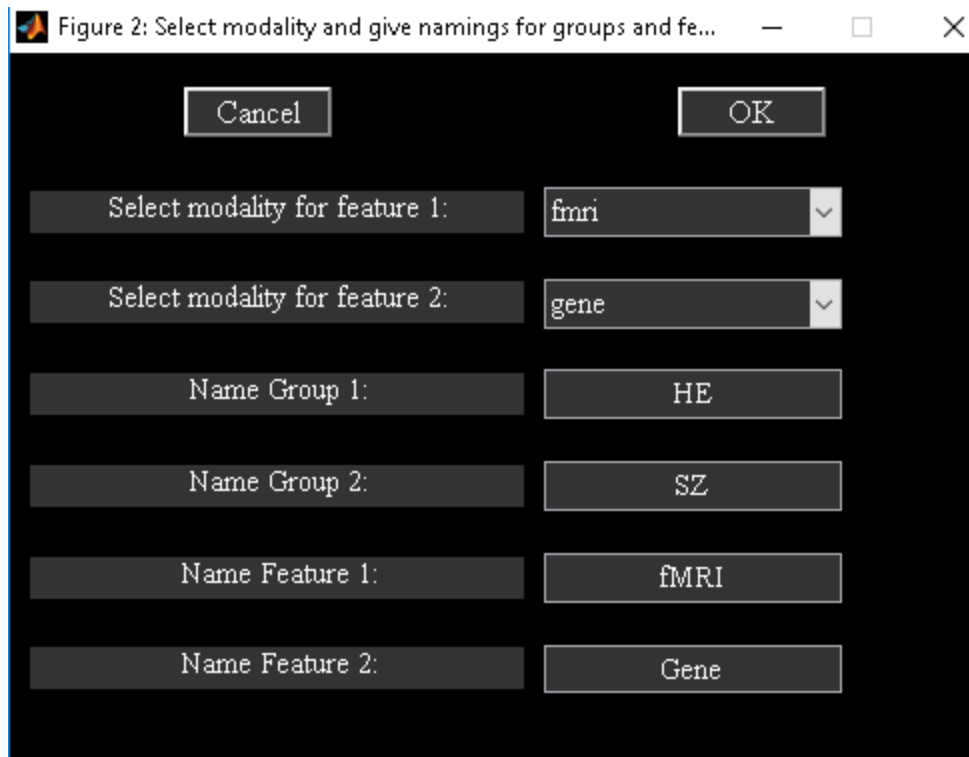 Figure 2: Select modality and give namings for groups and fe...
Cancel OK
Select modality for feature 1: fmri
Select modality for feature 2: gene
Name Group 1: HE
Name Group 2: SZ
Name Feature 1: fMRI
Name Feature 2: Gene